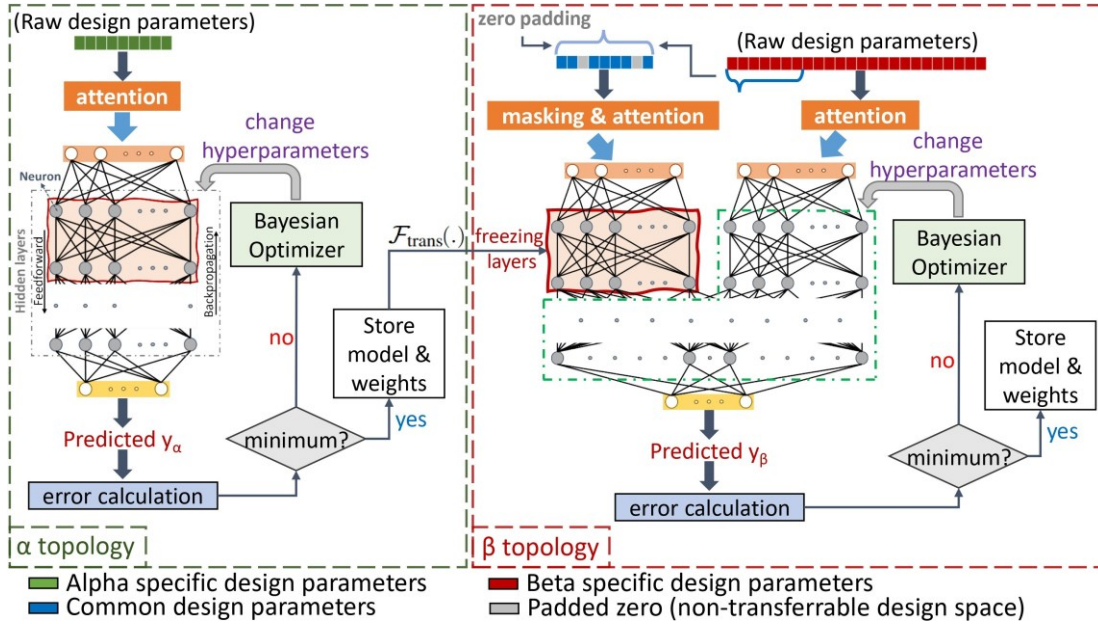 (Raw design parameters)
attention
change
hyperparameters
Neuron
Hidden layers
Feedforward
Backpropagation
Bayesian
Optimizer
no
Store
model &
weights
yes
minimum?
Predicted yα
error calculation
α topology
ℱtrans(.)
zero padding
(Raw design parameters)
masking & attention
attention
change
hyperparameters
freezing
layers
Bayesian
Optimizer
no
Store
model &
weights
yes
minimum?
Predicted yβ
error calculation
β topology
Alpha specific design parameters
Common design parameters
Beta specific design parameters
Padded zero (non-transferrable design space)